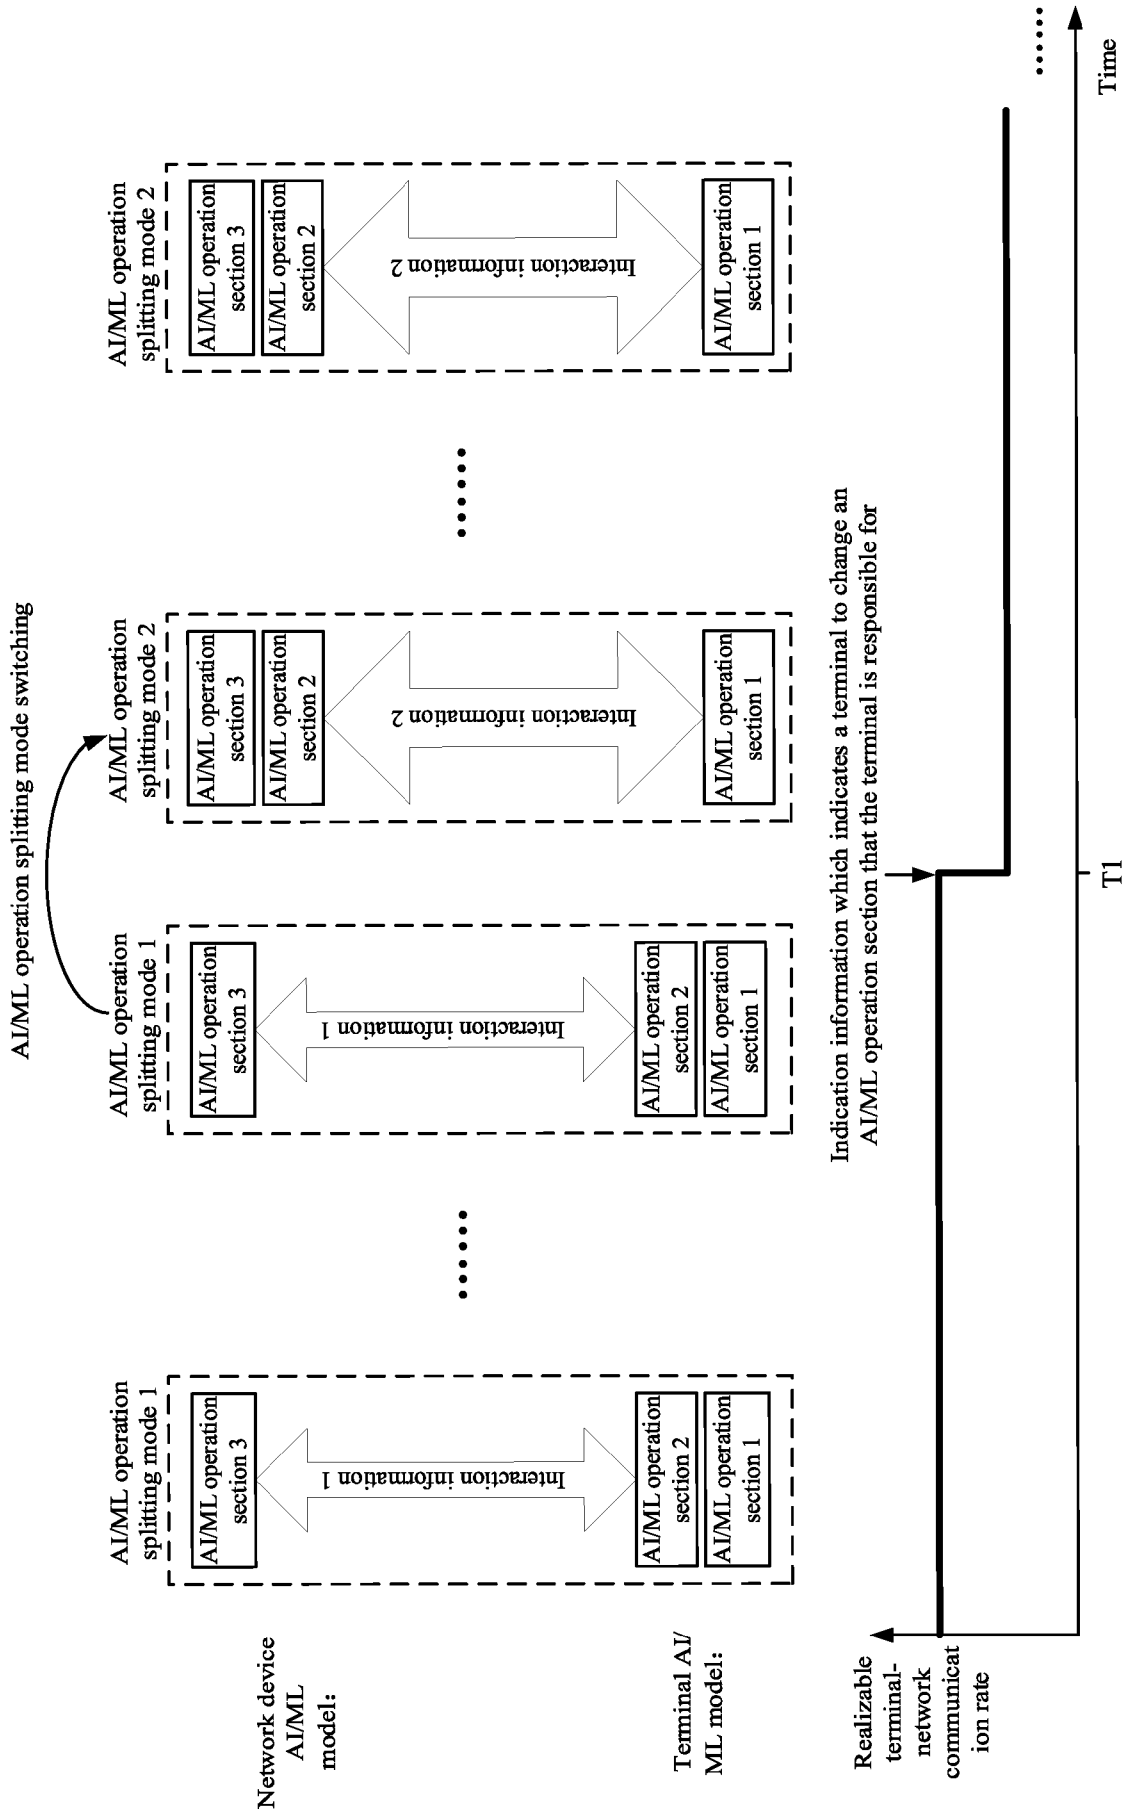 AI/ML operation splitting mode switching
AI/ML operation
splitting mode 1
AI/ML operation
splitting mode 1
AI/ML operation
splitting mode 2
AI/ML operation
splitting mode 2
Network device
AI/ML
model:
AI/ML operation
section 3
AI/ML operation
section 3
AI/ML operation
section 3
AI/ML operation
section 2
AI/ML operation
section 3
AI/ML operation
section 2
Interaction information 1
......
Interaction information 1
Interaction information 2
......
Interaction information 2
Terminal AI/
ML model:
AI/ML operation
section 2
AI/ML operation
section 1
AI/ML operation
section 2
AI/ML operation
section 1
AI/ML operation
section 1
AI/ML operation
section 1
Indication information which indicates a terminal to change an
AI/ML operation section that the terminal is responsible for
Realizable
terminal-
network
communicat
ion rate
......
T1
Time